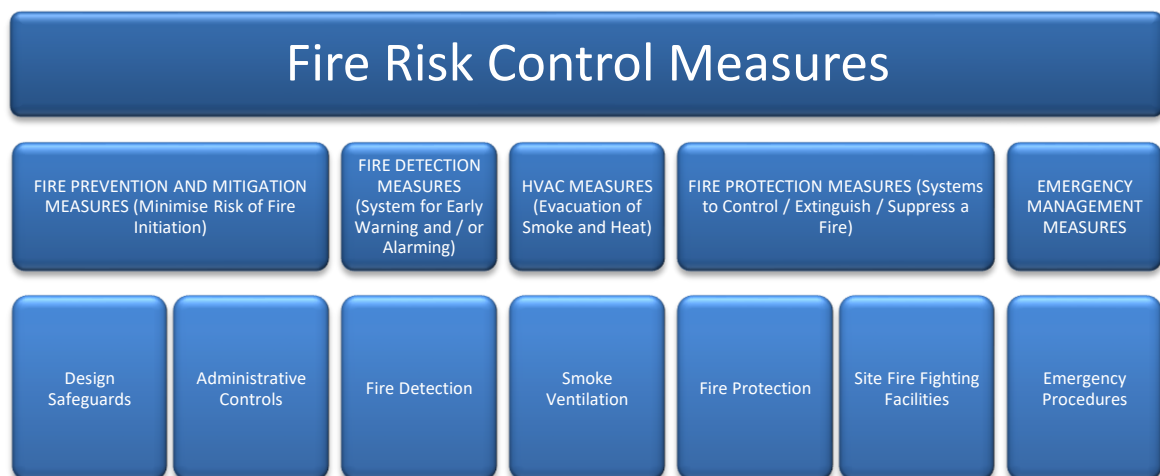 Fire Risk Control Measures
FIRE PREVENTION AND MITIGATION
MEASURES (Minimise Risk of Fire
Initiation)
FIRE DETECTION
MEASURES
(System for Early
Warning and / or
Alarming)
HVAC MEASURES
(Evacuation of
Smoke and Heat)
FIRE PROTECTION MEASURES (Systems
to Control / Extinguish / Suppress a
Fire)
EMERGENCY
MANAGEMENT
MEASURES
Design
Safeguards
Administrative
Controls
Fire Detection
Smoke
Ventilation
Fire Protection
Site Fire Fighting
Facilities
Emergency
Procedures